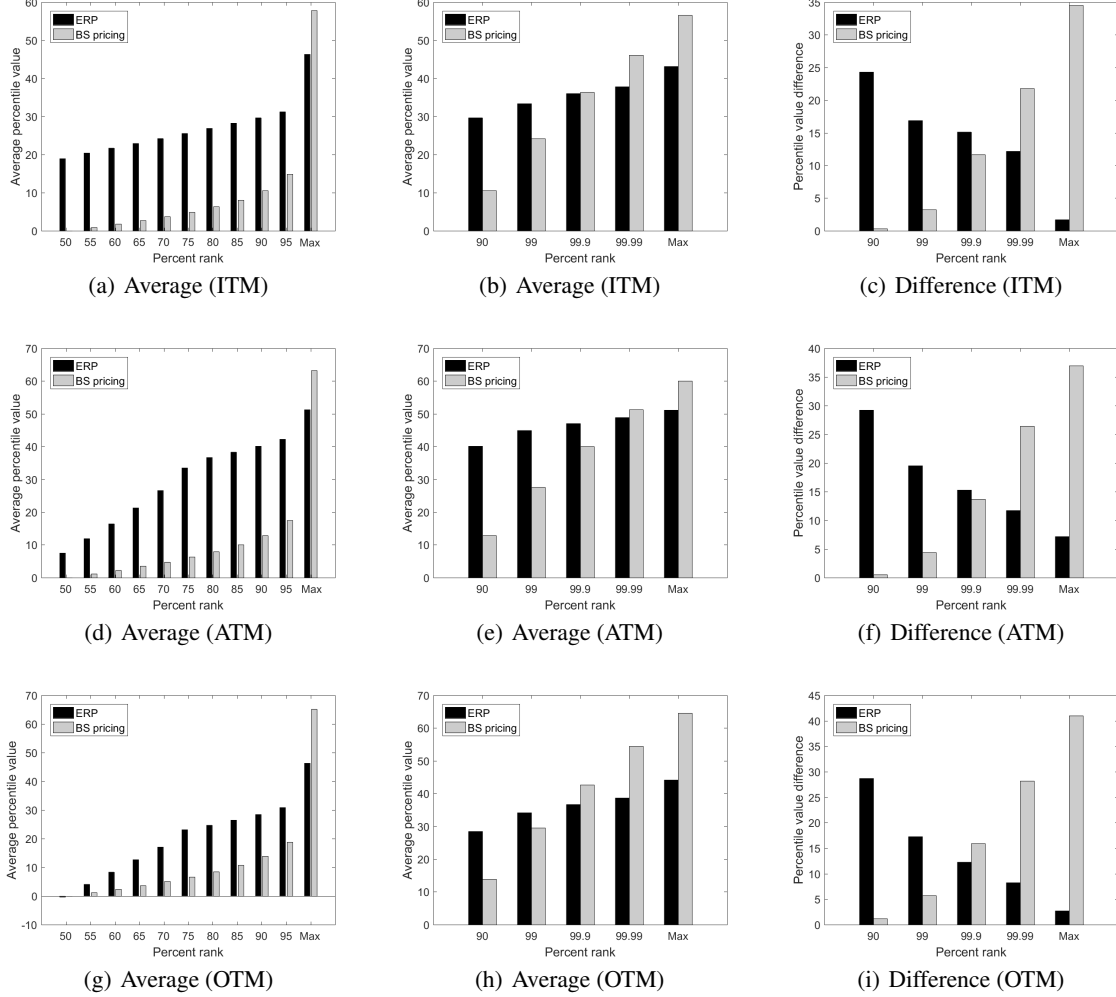 60
50
40
30
20
10
0
Average percentile value
ERP
BS pricing
50 55 60 65 70 75 80 85 90 95 Max
Percent rank
(a) Average (ITM)
60
50
40
30
20
10
0
Average percentile value
ERP
BS pricing
90 99 99.9 99.99 Max
Percent rank
(b) Average (ITM)
35
30
25
20
15
10
5
0
Percentile value difference
ERP
BS pricing
90 99 99.9 99.99 Max
Percent rank
(c) Difference (ITM)
70
60
50
40
30
20
10
0
Average percentile value
ERP
BS pricing
50 55 60 65 70 75 80 85 90 95 Max
Percent rank
(d) Average (ATM)
70
60
50
40
30
20
10
0
Average percentile value
ERP
BS pricing
90 99 99.9 99.99 Max
Percent rank
(e) Average (ATM)
40
35
30
25
20
15
10
5
0
Percentile value difference
ERP
BS pricing
90 99 99.9 99.99 Max
Percent rank
(f) Difference (ATM)
70
60
50
40
30
20
10
0
-10
Average percentile value
ERP
BS pricing
50 55 60 65 70 75 80 85 90 95 Max
Percent rank
(g) Average (OTM)
70
60
50
40
30
20
10
0
Average percentile value
ERP
BS pricing
90 99 99.9 99.99 Max
Percent rank
(h) Average (OTM)
45
40
35
30
25
20
15
10
5
0
Percentile value difference
ERP
BS pricing
90 99 99.9 99.99 Max
Percent rank
(i) Difference (OTM)